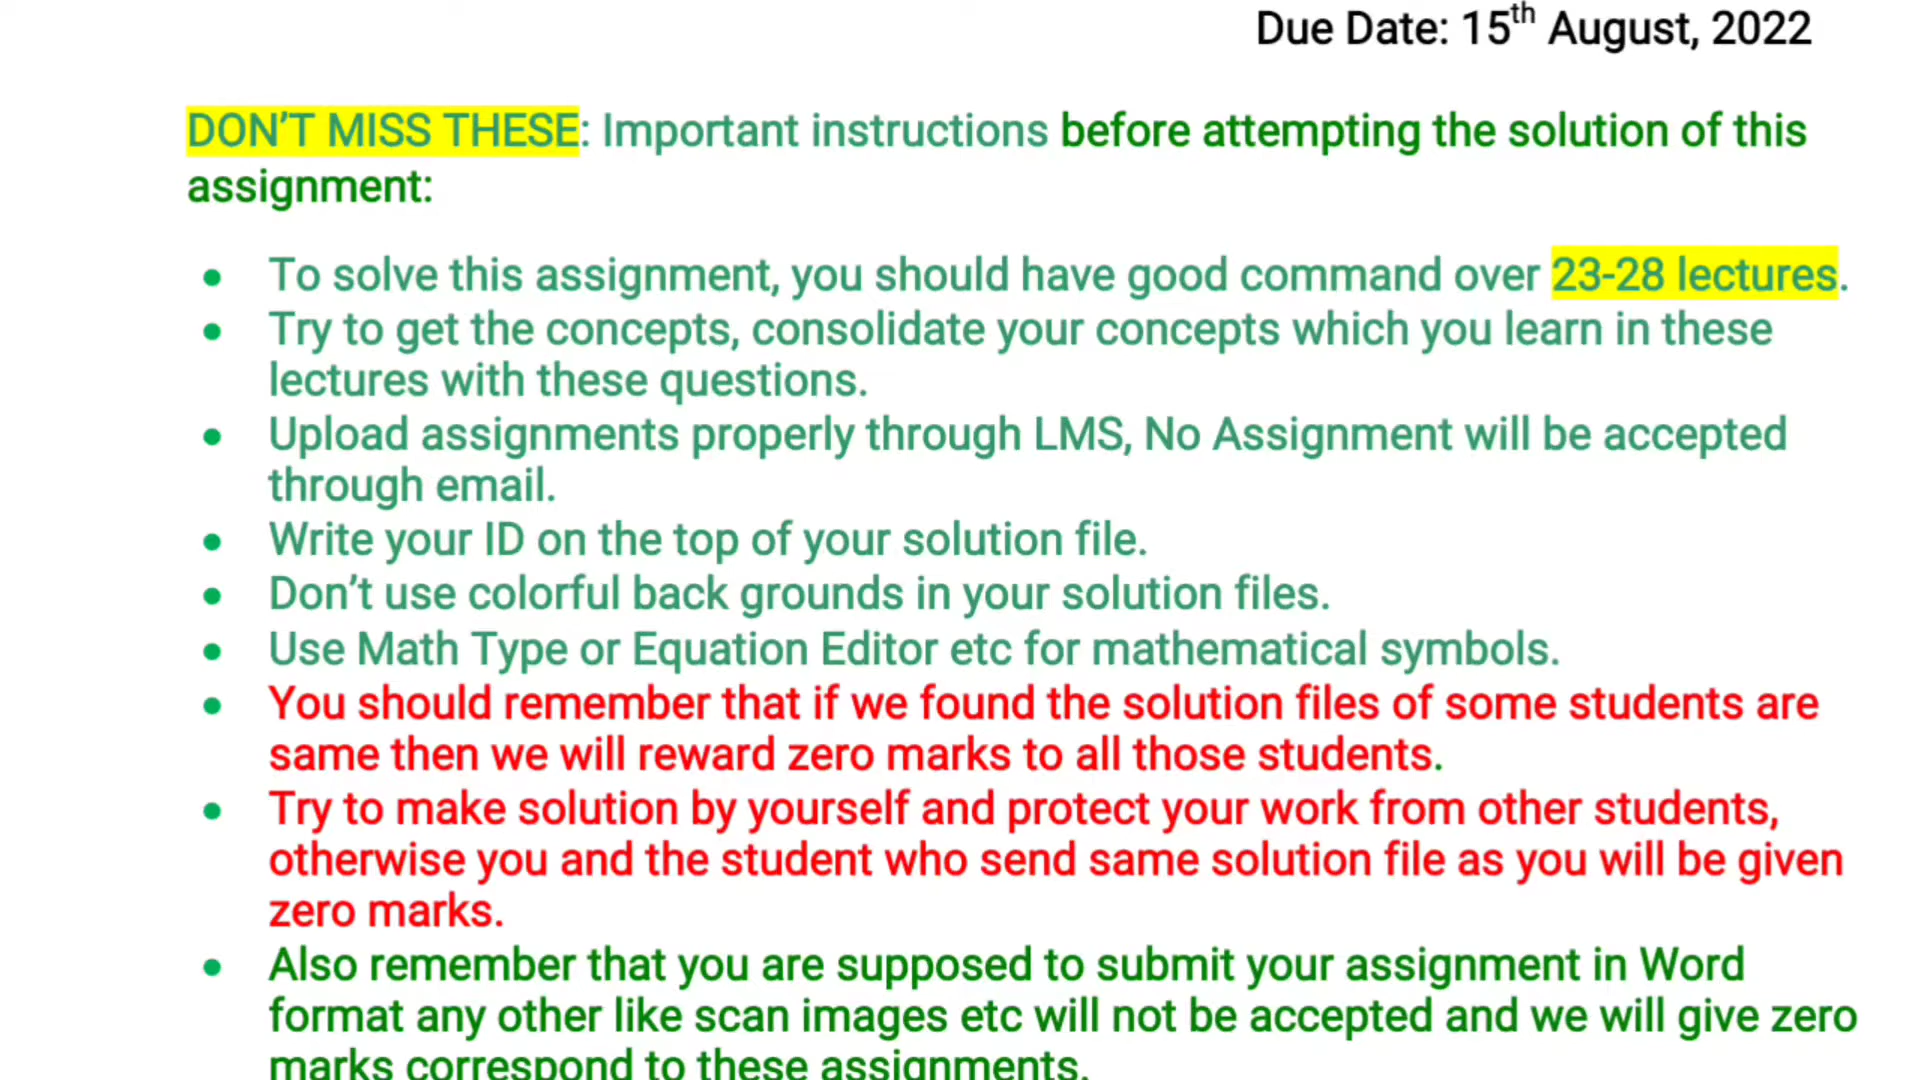 Due Date: 15th August, 2022
DON’T MISS THESE: Important instructions before attempting the solution of this
assignment:
• To solve this assignment, you should have good command over 23-28 lectures.
• Try to get the concepts, consolidate your concepts which you learn in these
lectures with these questions.
• Upload assignments properly through LMS, No Assignment will be accepted
through email.
• Write your ID on the top of your solution file.
• Don’t use colorful back grounds in your solution files.
• Use Math Type or Equation Editor etc for mathematical symbols.
• You should remember that if we found the solution files of some students are
same then we will reward zero marks to all those students.
• Try to make solution by yourself and protect your work from other students,
otherwise you and the student who send same solution file as you will be given
zero marks.
• Also remember that you are supposed to submit your assignment in Word
format any other like scan images etc will not be accepted and we will give zero
marks correspond to these assignments.